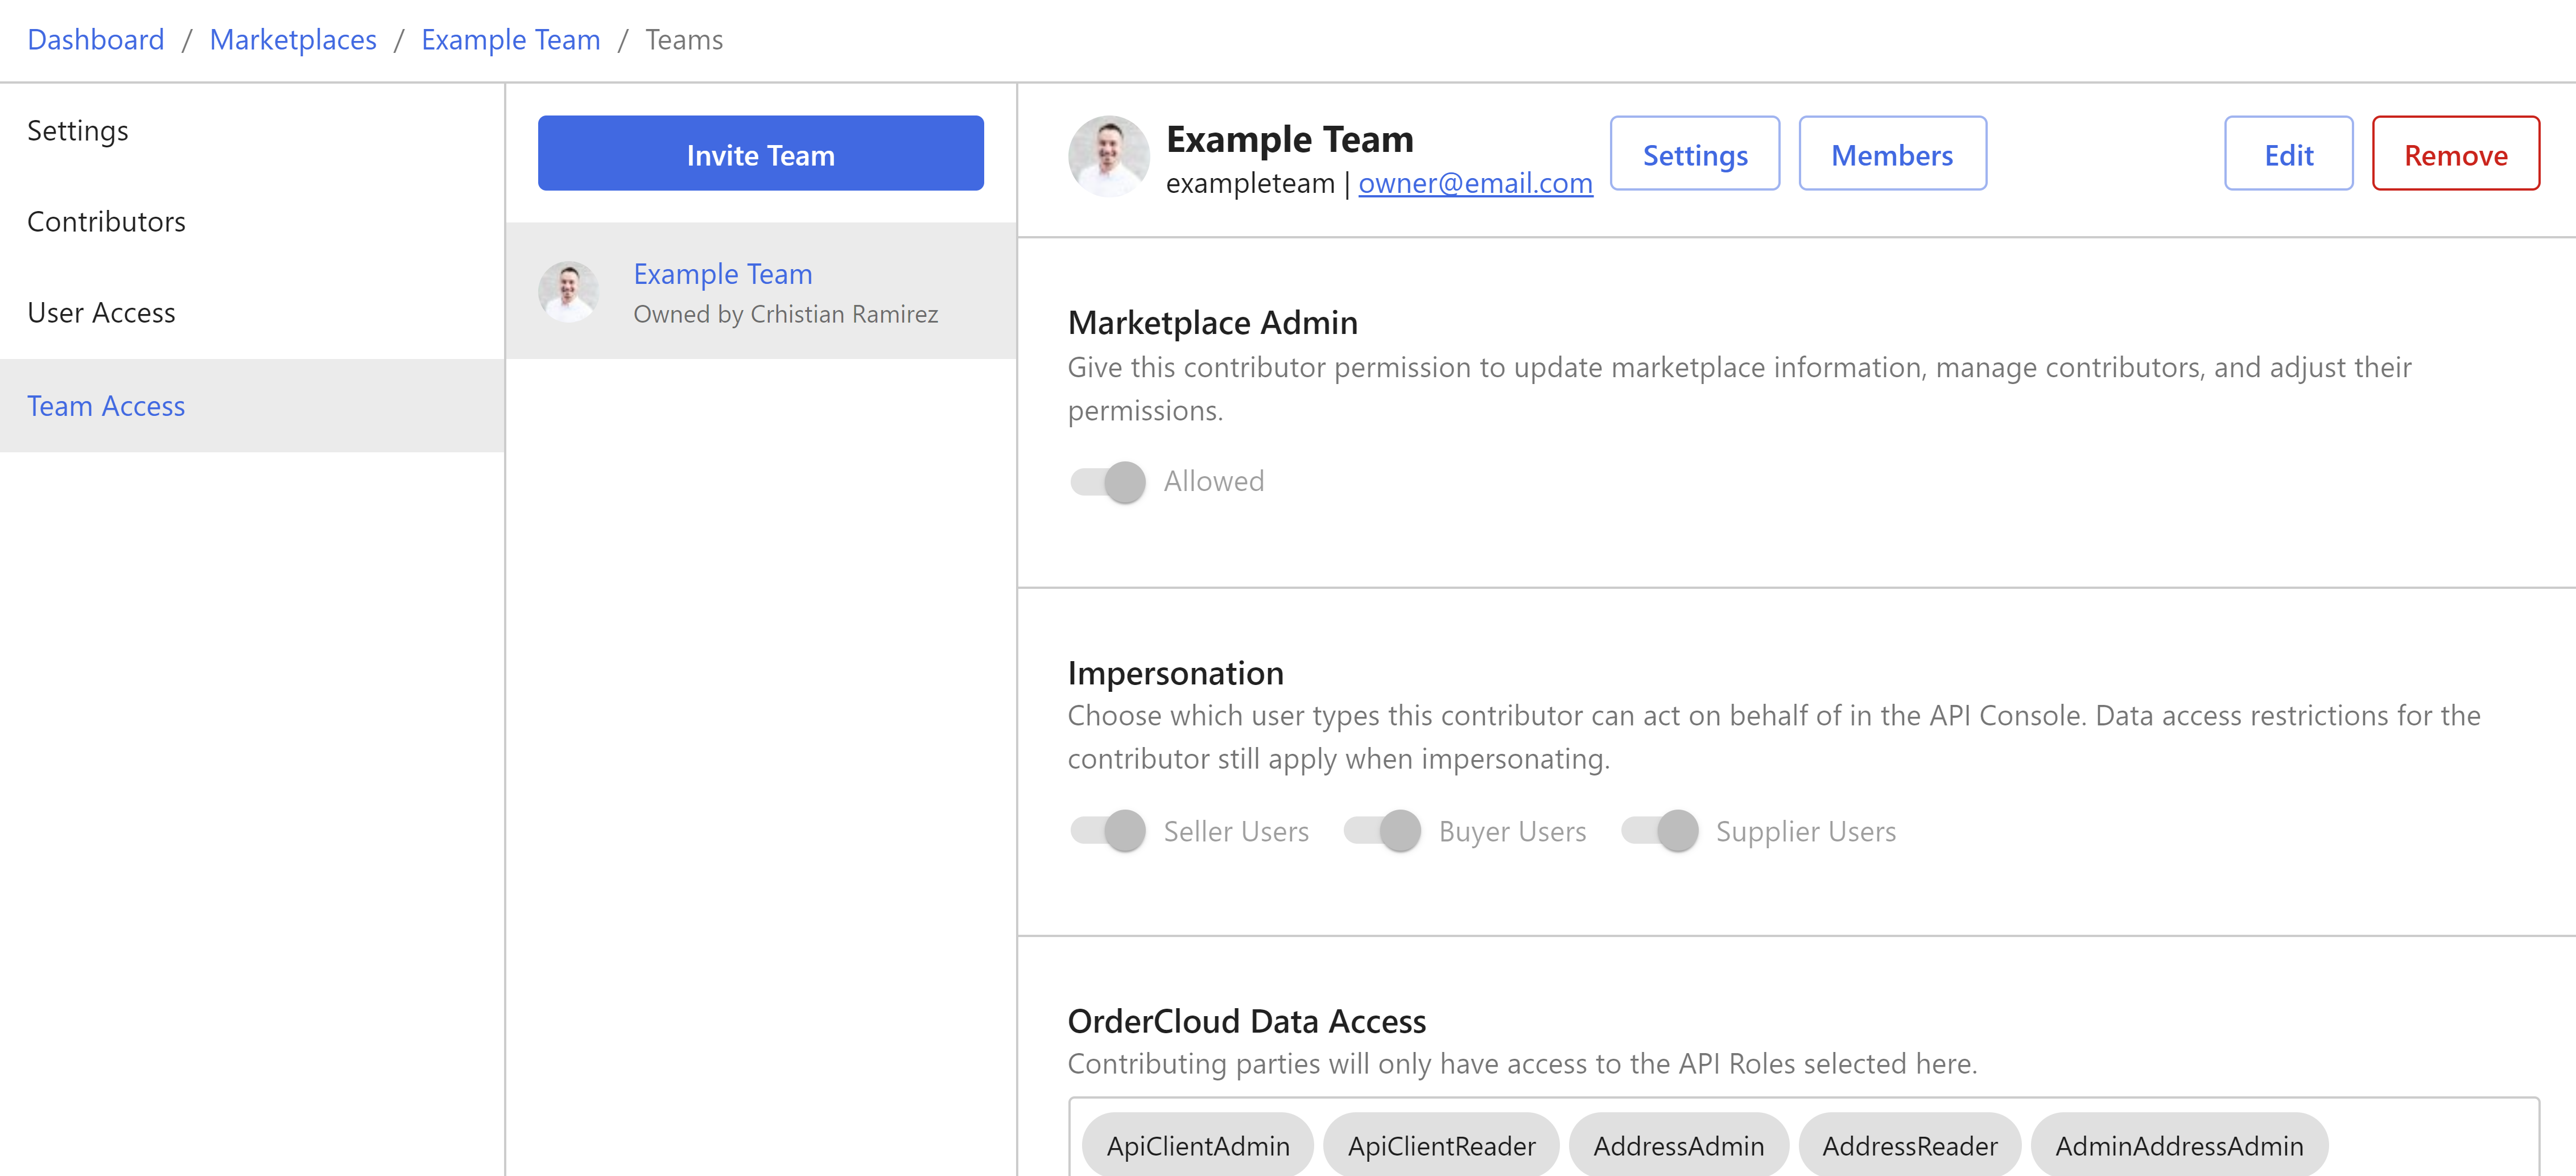 Dashboard / Marketplaces / Example Team / Teams
Settings
Contributors
User Access
Team Access
Invite Team
Example Team
Owned by Crhistian Ramirez
Example Team
exampleteam | owner@email.com
Settings
Members
Edit
Remove
Marketplace Admin
Give this contributor permission to update marketplace information, manage contributors, and adjust their
permissions.
Allowed
Impersonation
Choose which user types this contributor can act on behalf of in the API Console. Data access restrictions for the
contributor still apply when impersonating.
Seller Users
Buyer Users
Supplier Users
OrderCloud Data Access
Contributing parties will only have access to the API Roles selected here.
ApiClientAdmin
ApiClientReader
AddressAdmin
AddressReader
AdminAddressAdmin